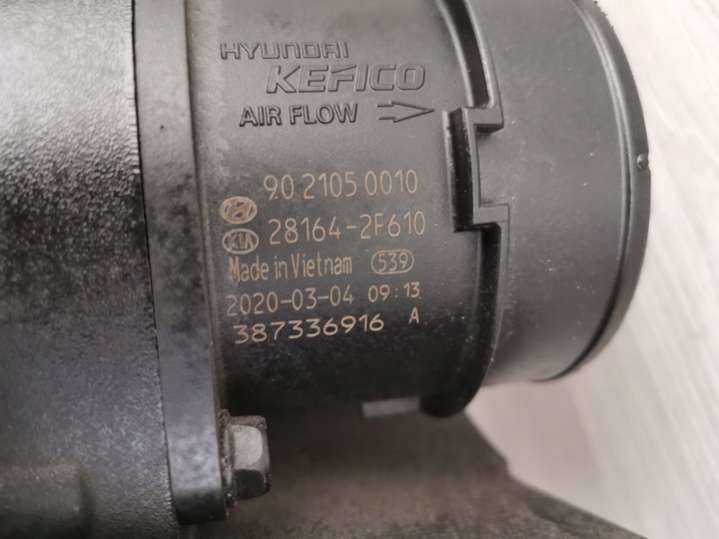 HYUNDAI
KEFICO
AIR FLOW
90 2105 0010
KIA 28164-2F610
Made in Vietnam 539
2020-03-04 09:13
387336916 A